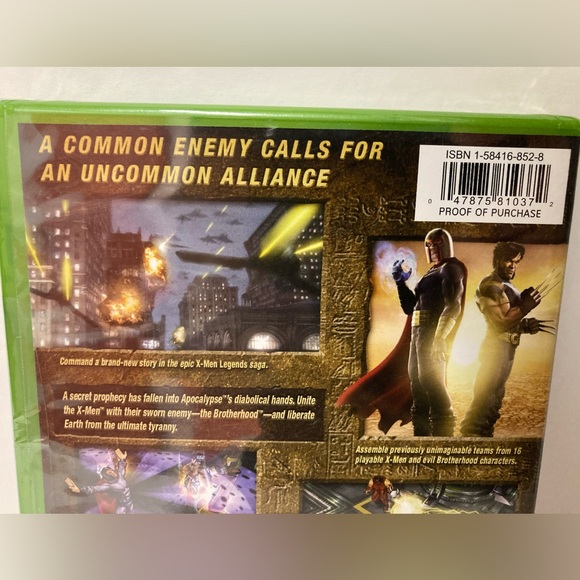 A COMMON ENEMY CALLS FOR
AN UNCOMMON ALLIANCE
ISBN 1-58416-852-8
0 47875 81037 2
PROOF OF PURCHASE
Command a brand-new story in the epic X-Men Legends saga.
A secret prophecy has fallen into Apocalypse™'s diabolical hands. Unite
the X-Men™ with their sworn enemy—the Brotherhood™—and liberate
Earth from the ultimate tyranny.
Assemble previously unimaginable teams from 16
playable X-Men and evil Brotherhood characters.